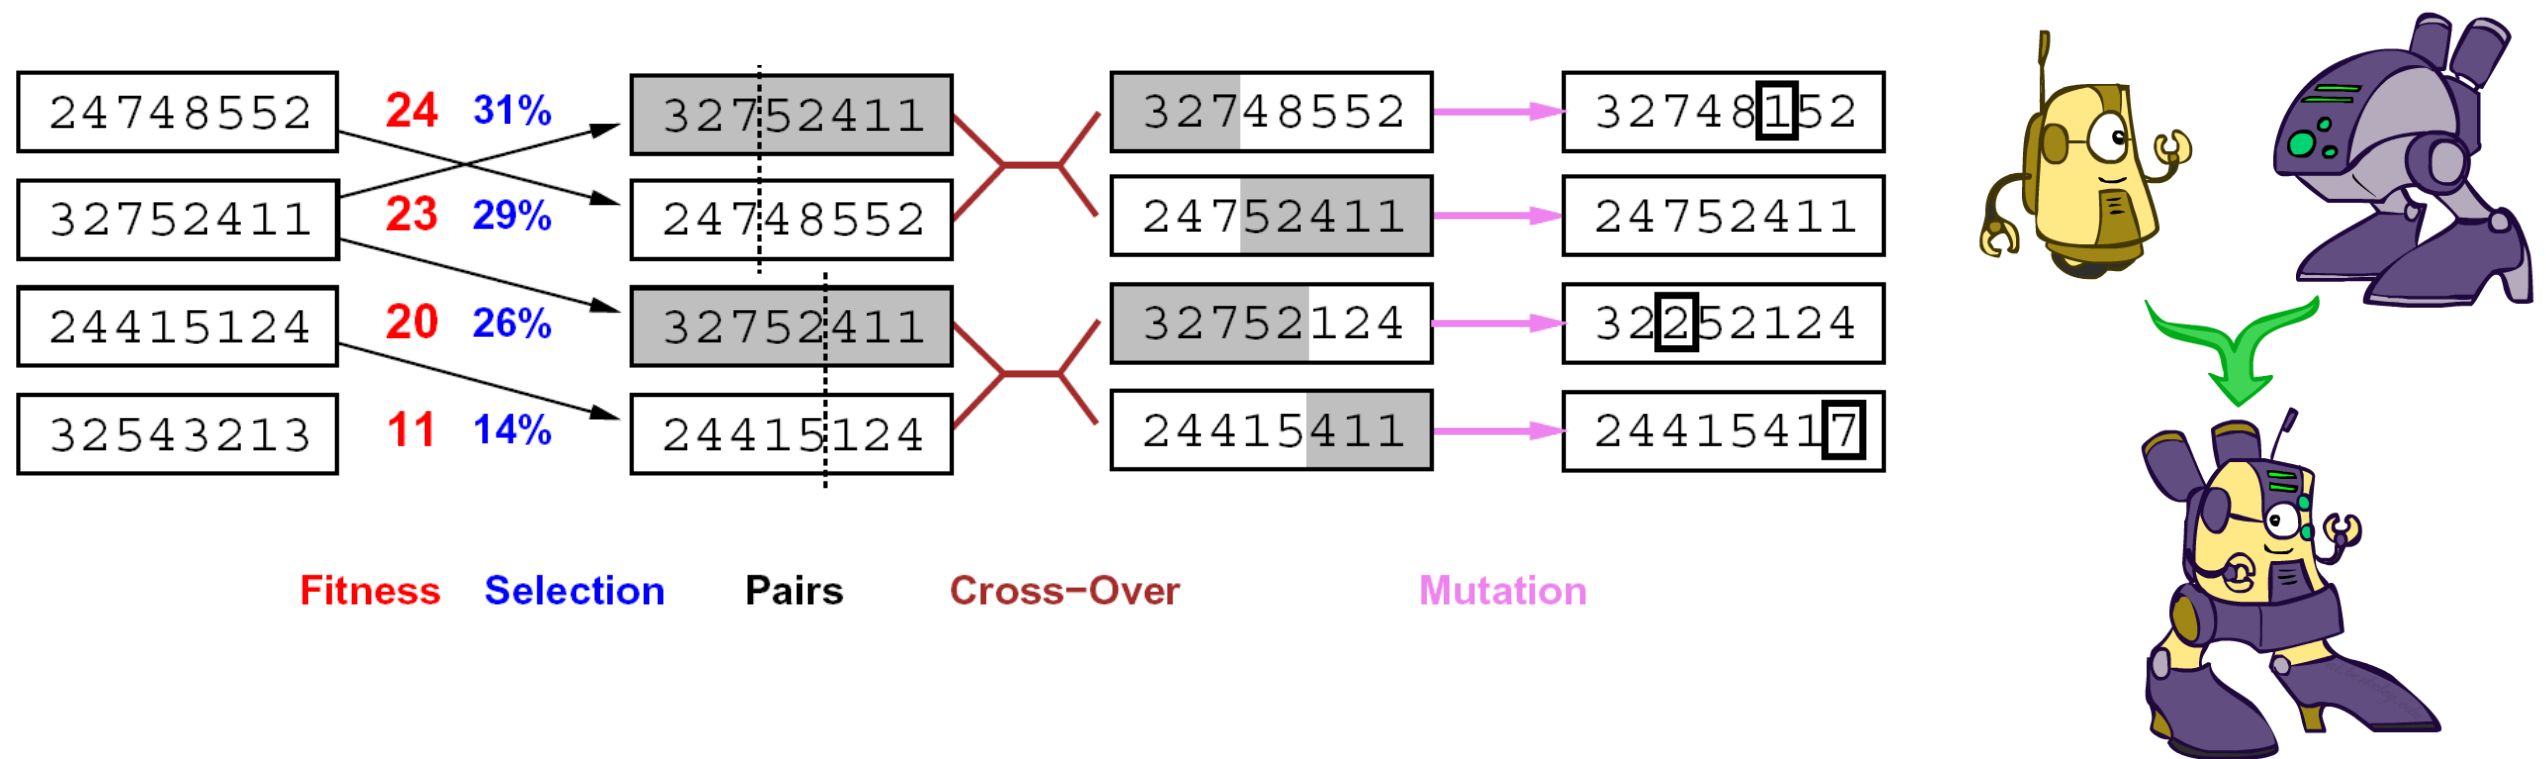 24748552 24 31% 32752411 32748552 32748152
32752411 23 29% 24748552 24752411 24752411
24415124 20 26% 32752411 32752124 32252124
32543213 11 14% 24415124 24415411 24415417
Fitness Selection Pairs Cross−Over Mutation